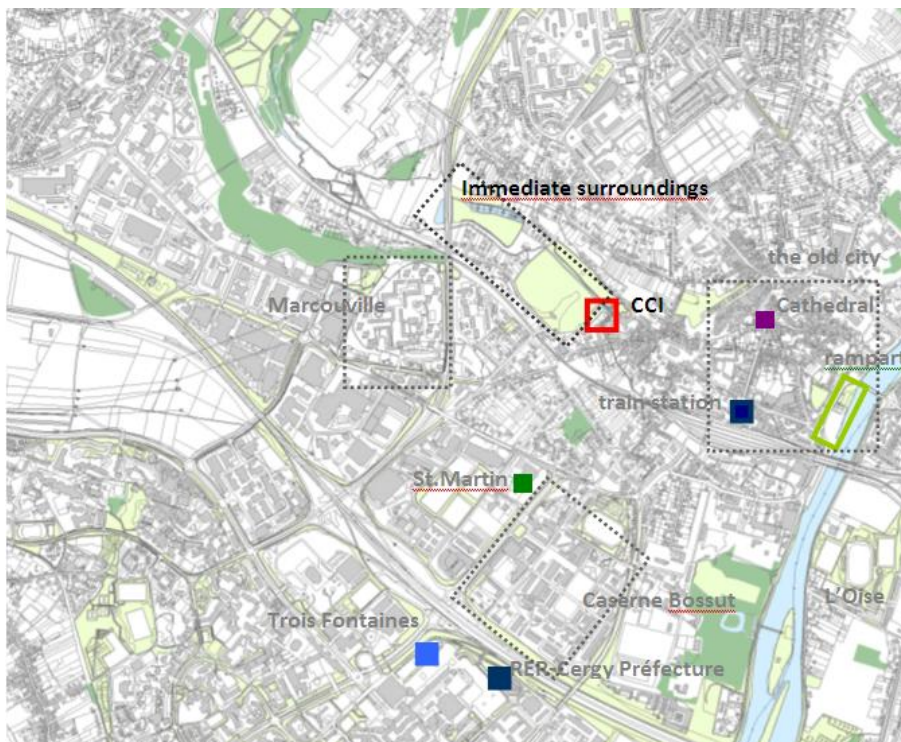 Immediate surroundings
the old city
Marcouville
CCI
Cathedral
rampart
train station
St.Martin
Caserne Bossut
L'Oise
Trois Fontaines
RER-Cergy Préfecture